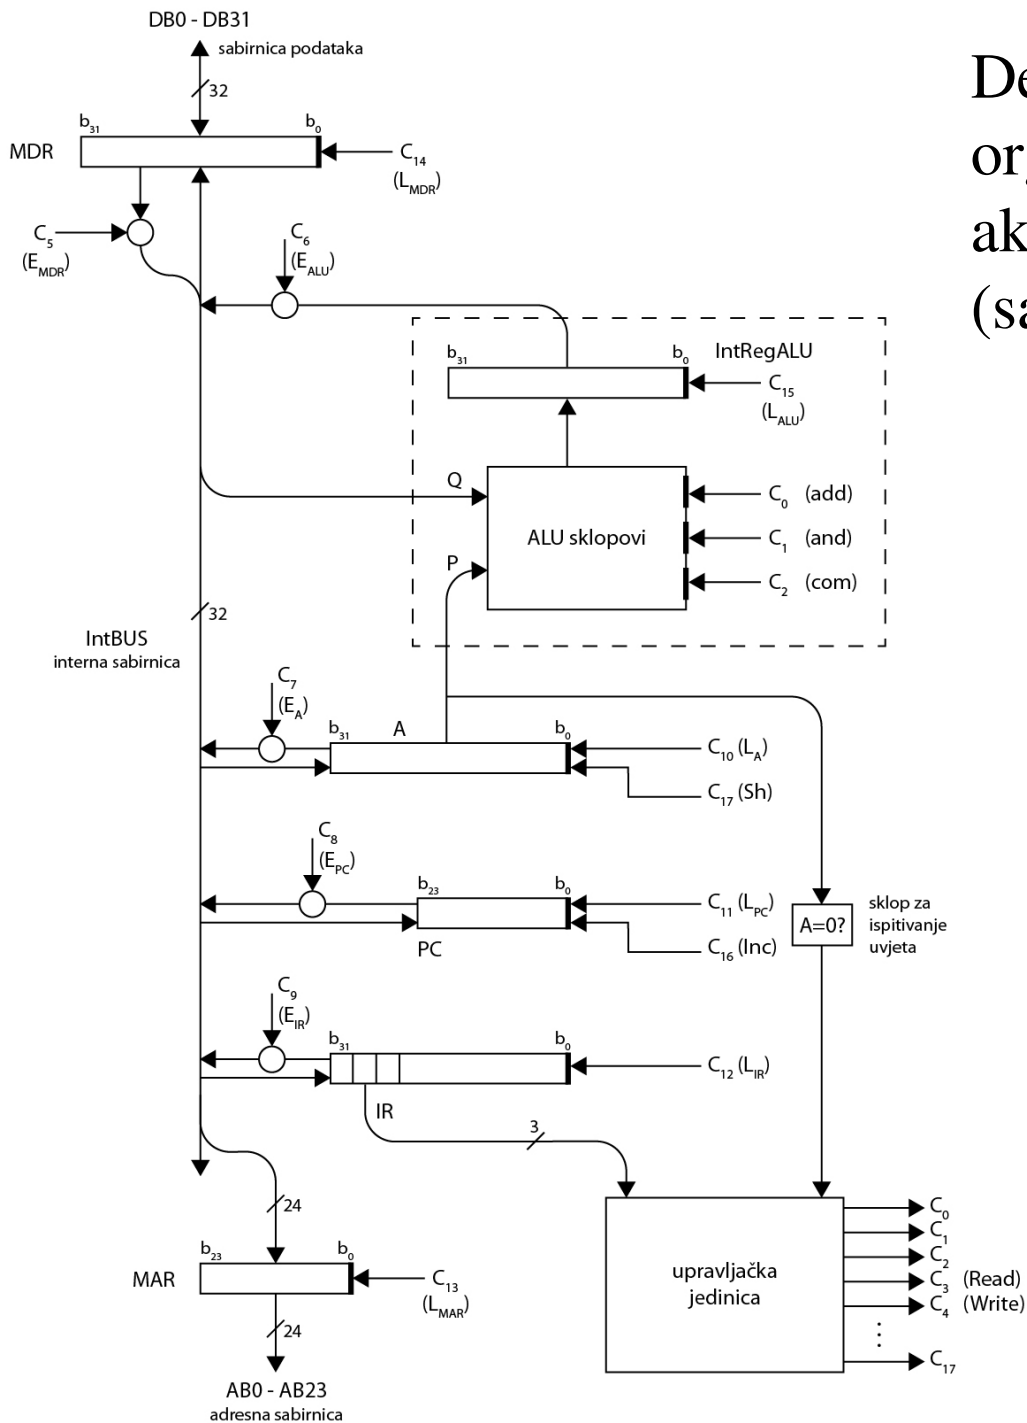 DB0 - DB31
sabirnica podataka
32
b31 b0
MDR
C14
(LMDR)
C5
(EMDR)
C6
(EALU)
IntRegALU
b31 b0
C15
(LALU)
Q
P
ALU sklopovi
C0 (add)
C1 (and)
C2 (com)
32
IntBUS
interna sabirnica
C7
(EA)
b31 A b0
C10 (LA)
C17 (Sh)
C8
(EPC)
b23 b0
PC
C11 (LPC)
C16 (Inc)
A=0?
sklop za
ispitivanje
uvjeta
C9
(EIR)
b31 b0
IR
C12 (LIR)
3
24
b23 b0
MAR
C13
(LMAR)
24
AB0 - AB23
adresna sabirnica
upravljačka
jedinica
C0
C1
C2
C3 (Read)
C4 (Write)
⋮
C17
De
org
ak
(sa